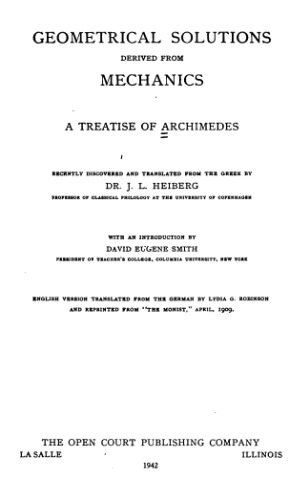 GEOMETRICAL SOLUTIONS
DERIVED FROM
MECHANICS
A TREATISE OF ARCHIMEDES
RECENTLY DISCOVERED AND TRANSLATED FROM THE GREEK BY
DR. J. L. HEIBERG
PROFESSOR OF CLASSICAL PHILOLOGY AT THE UNIVERSITY OF COPENHAGEN
WITH AN INTRODUCTION BY
DAVID EUGENE SMITH
PRESIDENT OF TEACHER'S COLLEGE, COLUMBIA UNIVERSITY, NEW YORK
ENGLISH VERSION TRANSLATED FROM THE GERMAN BY LYDIA G. ROBINSON
AND REPRINTED FROM "THE MONIST," APRIL, 1909.
THE OPEN COURT PUBLISHING COMPANY
LA SALLE ILLINOIS
1942